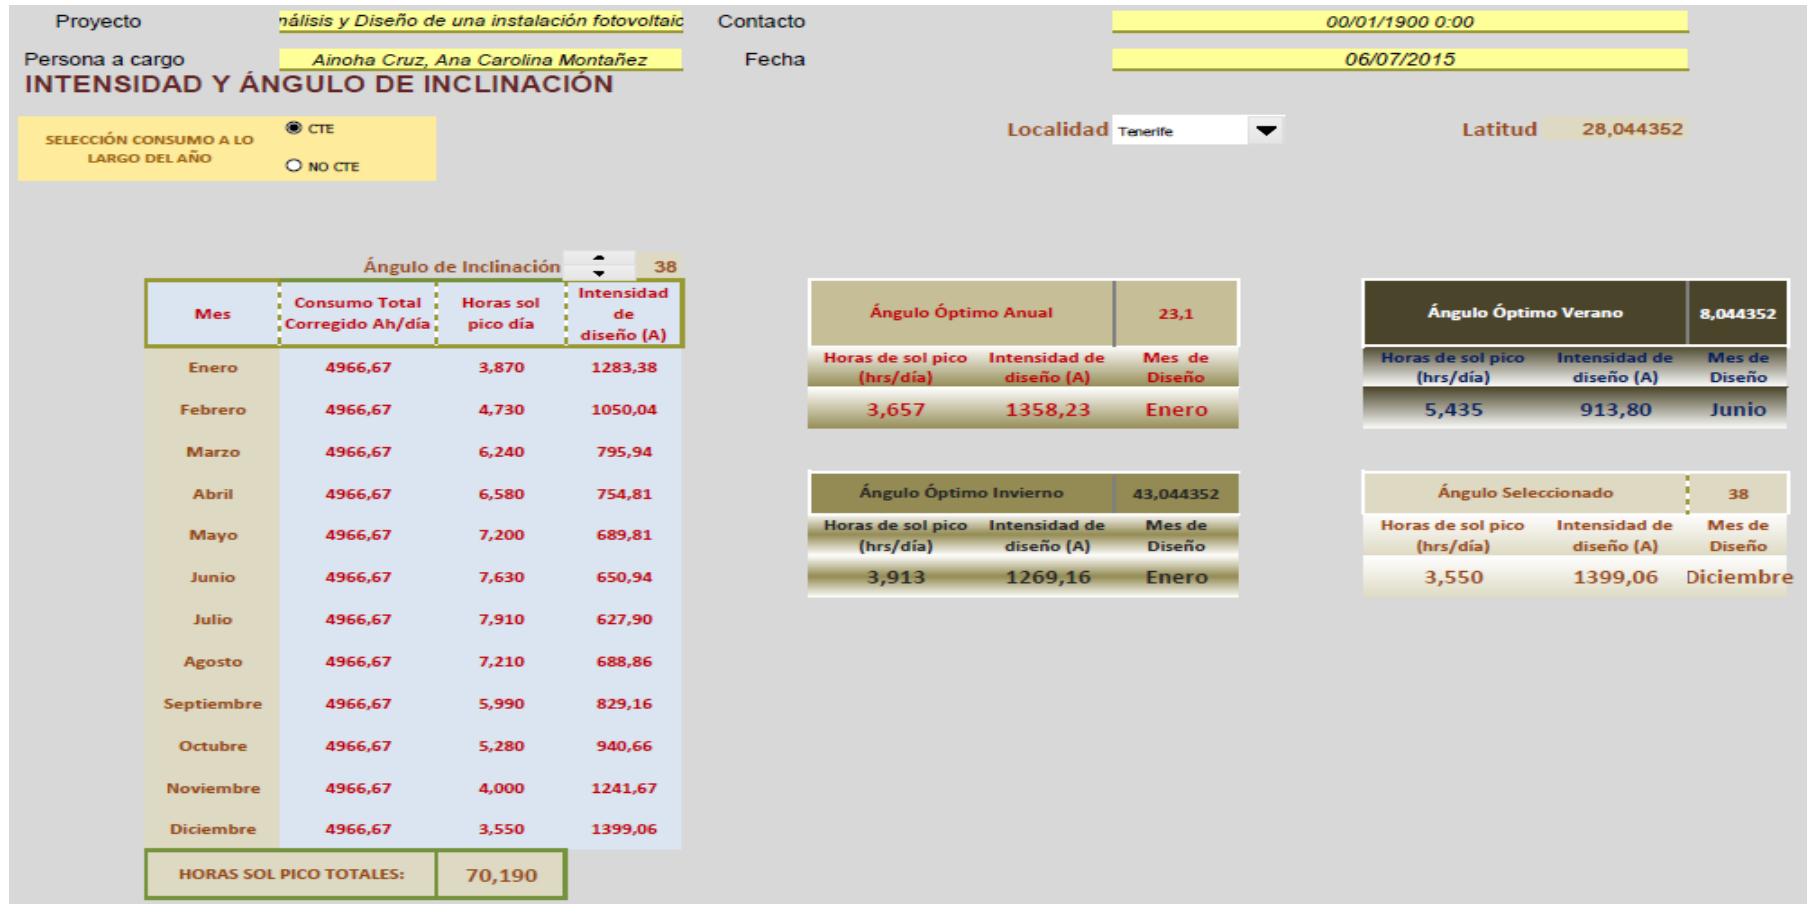 Proyecto nálisis y Diseño de una instalación fotovoltaic Contacto 00/01/1900 0:00
Persona a cargo Ainoha Cruz, Ana Carolina Montañez Fecha 06/07/2015
INTENSIDAD Y ÁNGULO DE INCLINACIÓN
SELECCIÓN CONSUMO A LO
LARGO DEL AÑO
CTE
NO CTE
Localidad Tenerife Latitud 28,044352
Ángulo de Inclinación 38
Mes Consumo Total Corregido Ah/día Horas sol pico día Intensidad de diseño (A)
Enero 4966,67 3,870 1283,38
Febrero 4966,67 4,730 1050,04
Marzo 4966,67 6,240 795,94
Abril 4966,67 6,580 754,81
Mayo 4966,67 7,200 689,81
Junio 4966,67 7,630 650,94
Julio 4966,67 7,910 627,90
Agosto 4966,67 7,210 688,86
Septiembre 4966,67 5,990 829,16
Octubre 4966,67 5,280 940,66
Noviembre 4966,67 4,000 1241,67
Diciembre 4966,67 3,550 1399,06
HORAS SOL PICO TOTALES: 70,190
Ángulo Óptimo Anual 23,1
Horas de sol pico (hrs/día) Intensidad de diseño (A) Mes de Diseño
3,657 1358,23 Enero
Ángulo Óptimo Verano 8,044352
Horas de sol pico (hrs/día) Intensidad de diseño (A) Mes de Diseño
5,435 913,80 Junio
Ángulo Óptimo Invierno 43,044352
Horas de sol pico (hrs/día) Intensidad de diseño (A) Mes de Diseño
3,913 1269,16 Enero
Ángulo Seleccionado 38
Horas de sol pico (hrs/día) Intensidad de diseño (A) Mes de Diseño
3,550 1399,06 Diciembre